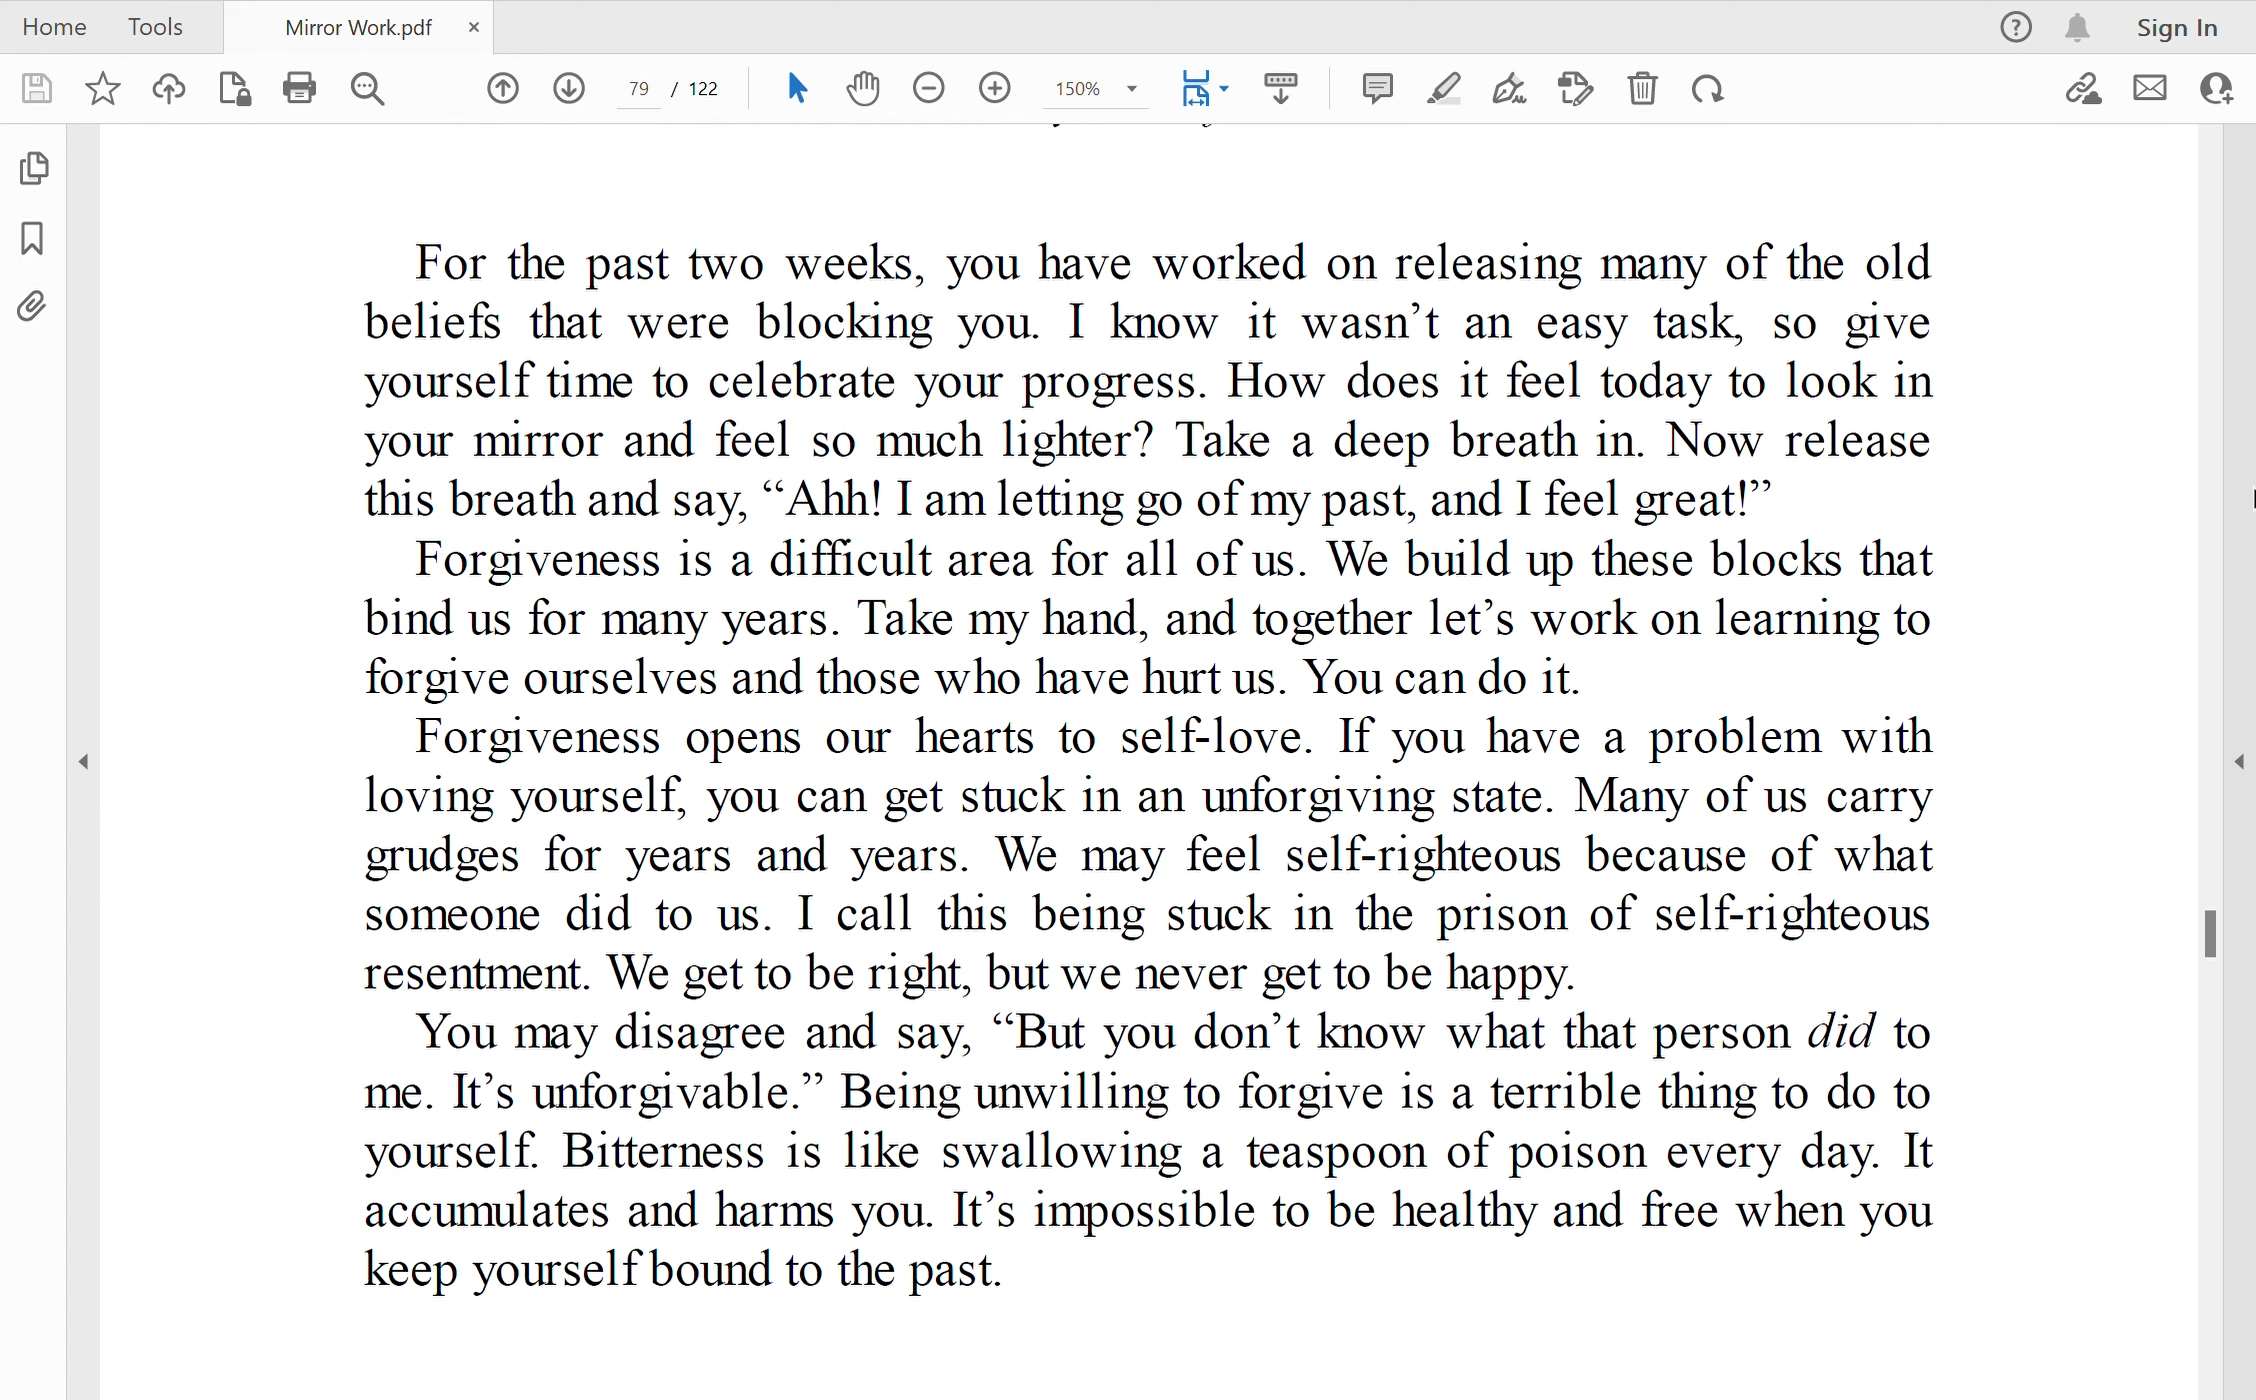 Home Tools Mirror Work.pdf × ? Sign In
79 / 122 150%
For the past two weeks, you have worked on releasing many of the old
beliefs that were blocking you. I know it wasn’t an easy task, so give
yourself time to celebrate your progress. How does it feel today to look in
your mirror and feel so much lighter? Take a deep breath in. Now release
this breath and say, “Ahh! I am letting go of my past, and I feel great!”
Forgiveness is a difficult area for all of us. We build up these blocks that
bind us for many years. Take my hand, and together let’s work on learning to
forgive ourselves and those who have hurt us. You can do it.
Forgiveness opens our hearts to self-love. If you have a problem with
loving yourself, you can get stuck in an unforgiving state. Many of us carry
grudges for years and years. We may feel self-righteous because of what
someone did to us. I call this being stuck in the prison of self-righteous
resentment. We get to be right, but we never get to be happy.
You may disagree and say, “But you don’t know what that person did to
me. It’s unforgivable.” Being unwilling to forgive is a terrible thing to do to
yourself. Bitterness is like swallowing a teaspoon of poison every day. It
accumulates and harms you. It’s impossible to be healthy and free when you
keep yourself bound to the past.